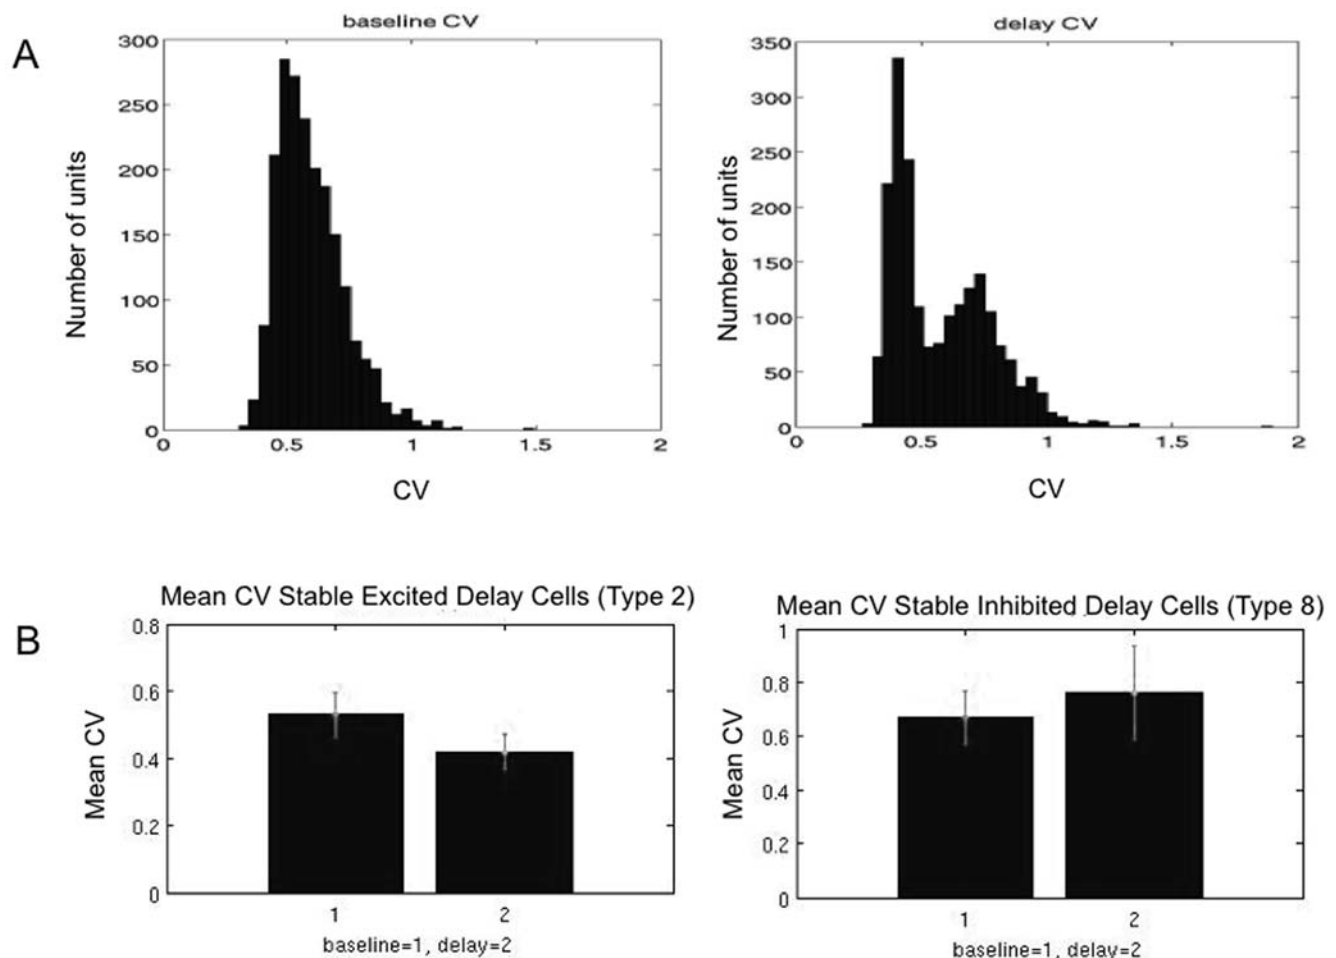 A
baseline CV
300
250
200
150
100
50
0
0 0.5 1 1.5 2
Number of units
CV
delay CV
350
300
250
200
150
100
50
0
0 0.5 1 1.5 2
Number of units
CV
B
Mean CV Stable Excited Delay Cells (Type 2)
0.8
0.6
0.4
0.2
0
Mean CV
1 2
baseline=1, delay=2
Mean CV Stable Inhibited Delay Cells (Type 8)
1
0.8
0.6
0.4
0.2
0
Mean CV
1 2
baseline=1, delay=2